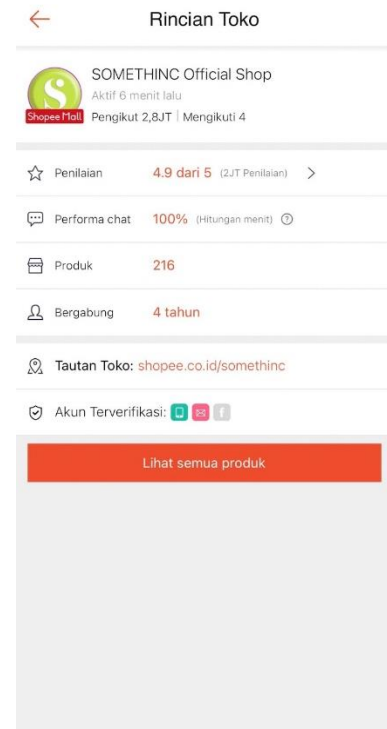 Rincian Toko
SOMETHINC Official Shop
Aktif 6 menit lalu
Shopee Mall
Pengikut 2,8JT | Mengikuti 4
Penilaian 4.9 dari 5 (2JT Penilaian)
Performa chat 100% (Hitungan menit)
Produk 216
Bergabung 4 tahun
Tautan Toko: shopee.co.id/somethinc
Akun Terverifikasi:
Lihat semua produk